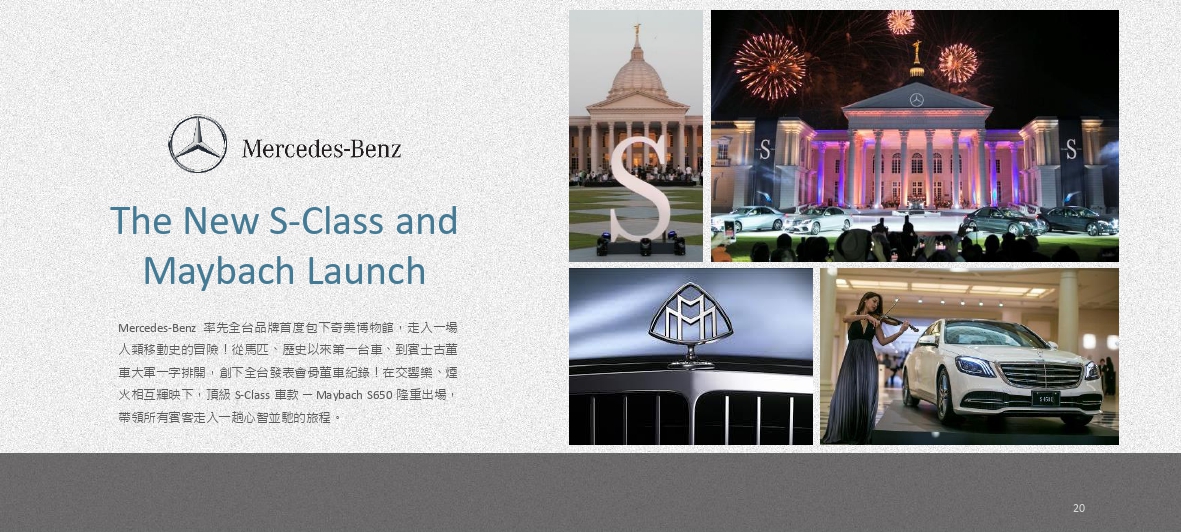 Mercedes-Benz
The New S-Class and
Maybach Launch
Mercedes-Benz 率先全台品牌首度包下奇美博物館，走入一場
人類移動史的冒險！從馬匹、歷史以來第一台車、到賓士古董
車大軍一字排開，創下全台發表會骨董車紀錄！在交響樂、煙
火相互輝映下，頂級 S-Class 車款 — Maybach S650 隆重出場，
帶領所有賓客走入一趟心智並馳的旅程。
S
S
S
20